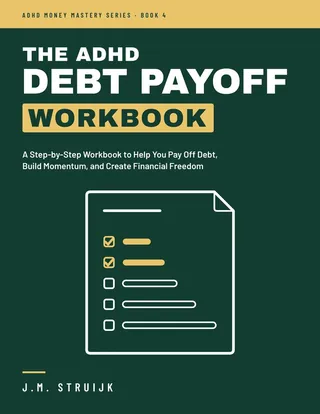 ADHD MONEY MASTERY SERIES · BOOK 4
THE ADHD
DEBT PAYOFF
WORKBOOK
A Step-by-Step Workbook to Help You Pay Off Debt,
Build Momentum, and Create Financial Freedom
J.M. STRUIJK